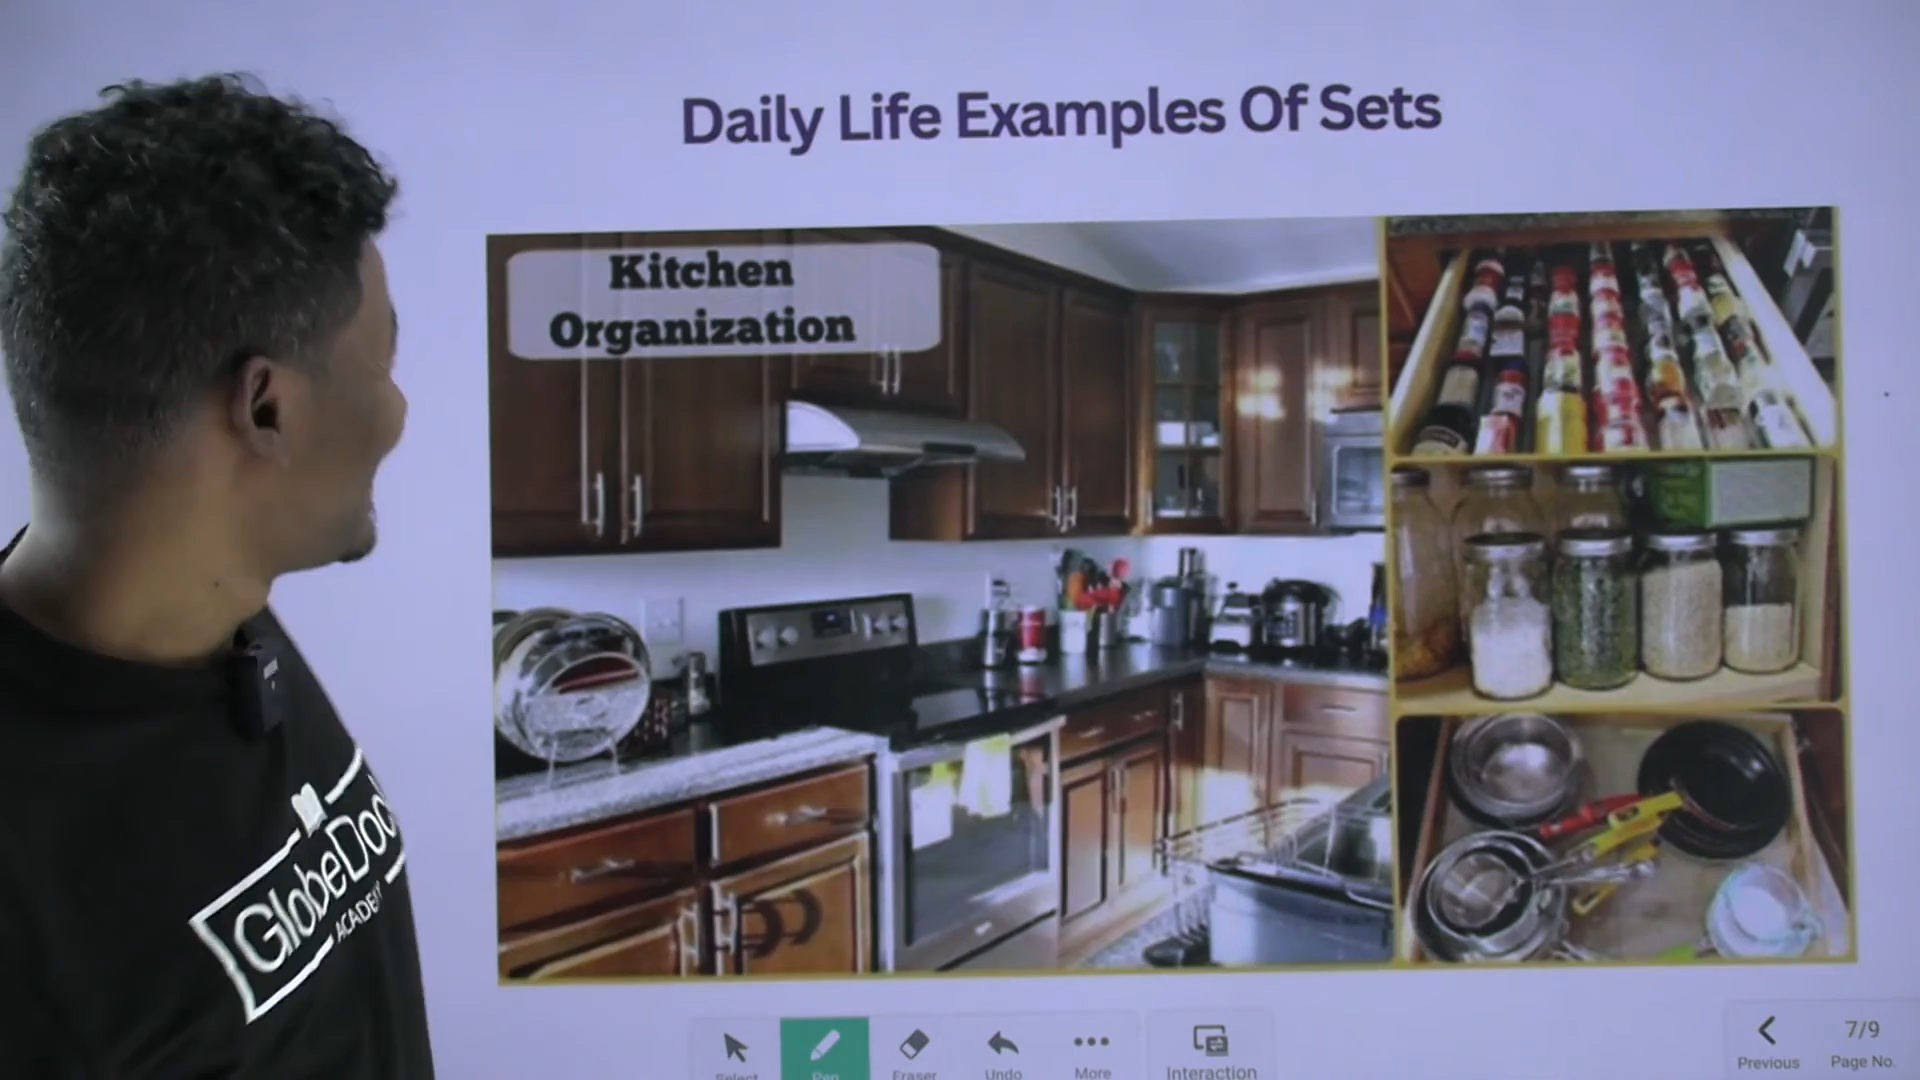 Daily Life Examples Of Sets
Kitchen
Organization
GlobeDock
ACADEMY
Select
Pen
Eraser
Undo
More
Interaction
Previous
7/9
Page No.